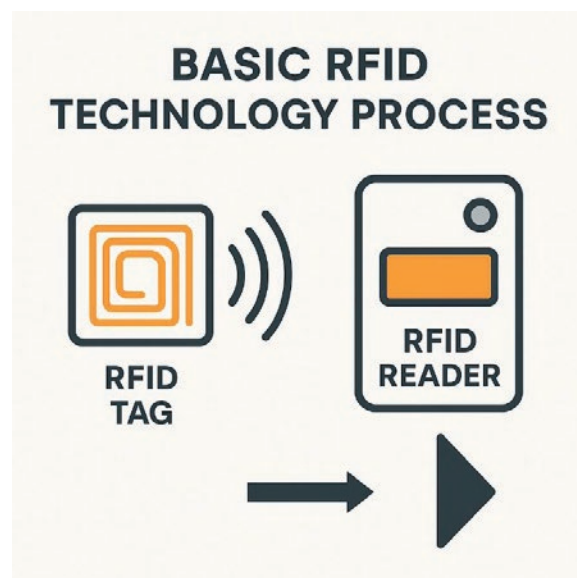 BASIC RFID
TECHNOLOGY PROCESS
RFID
TAG
RFID
READER